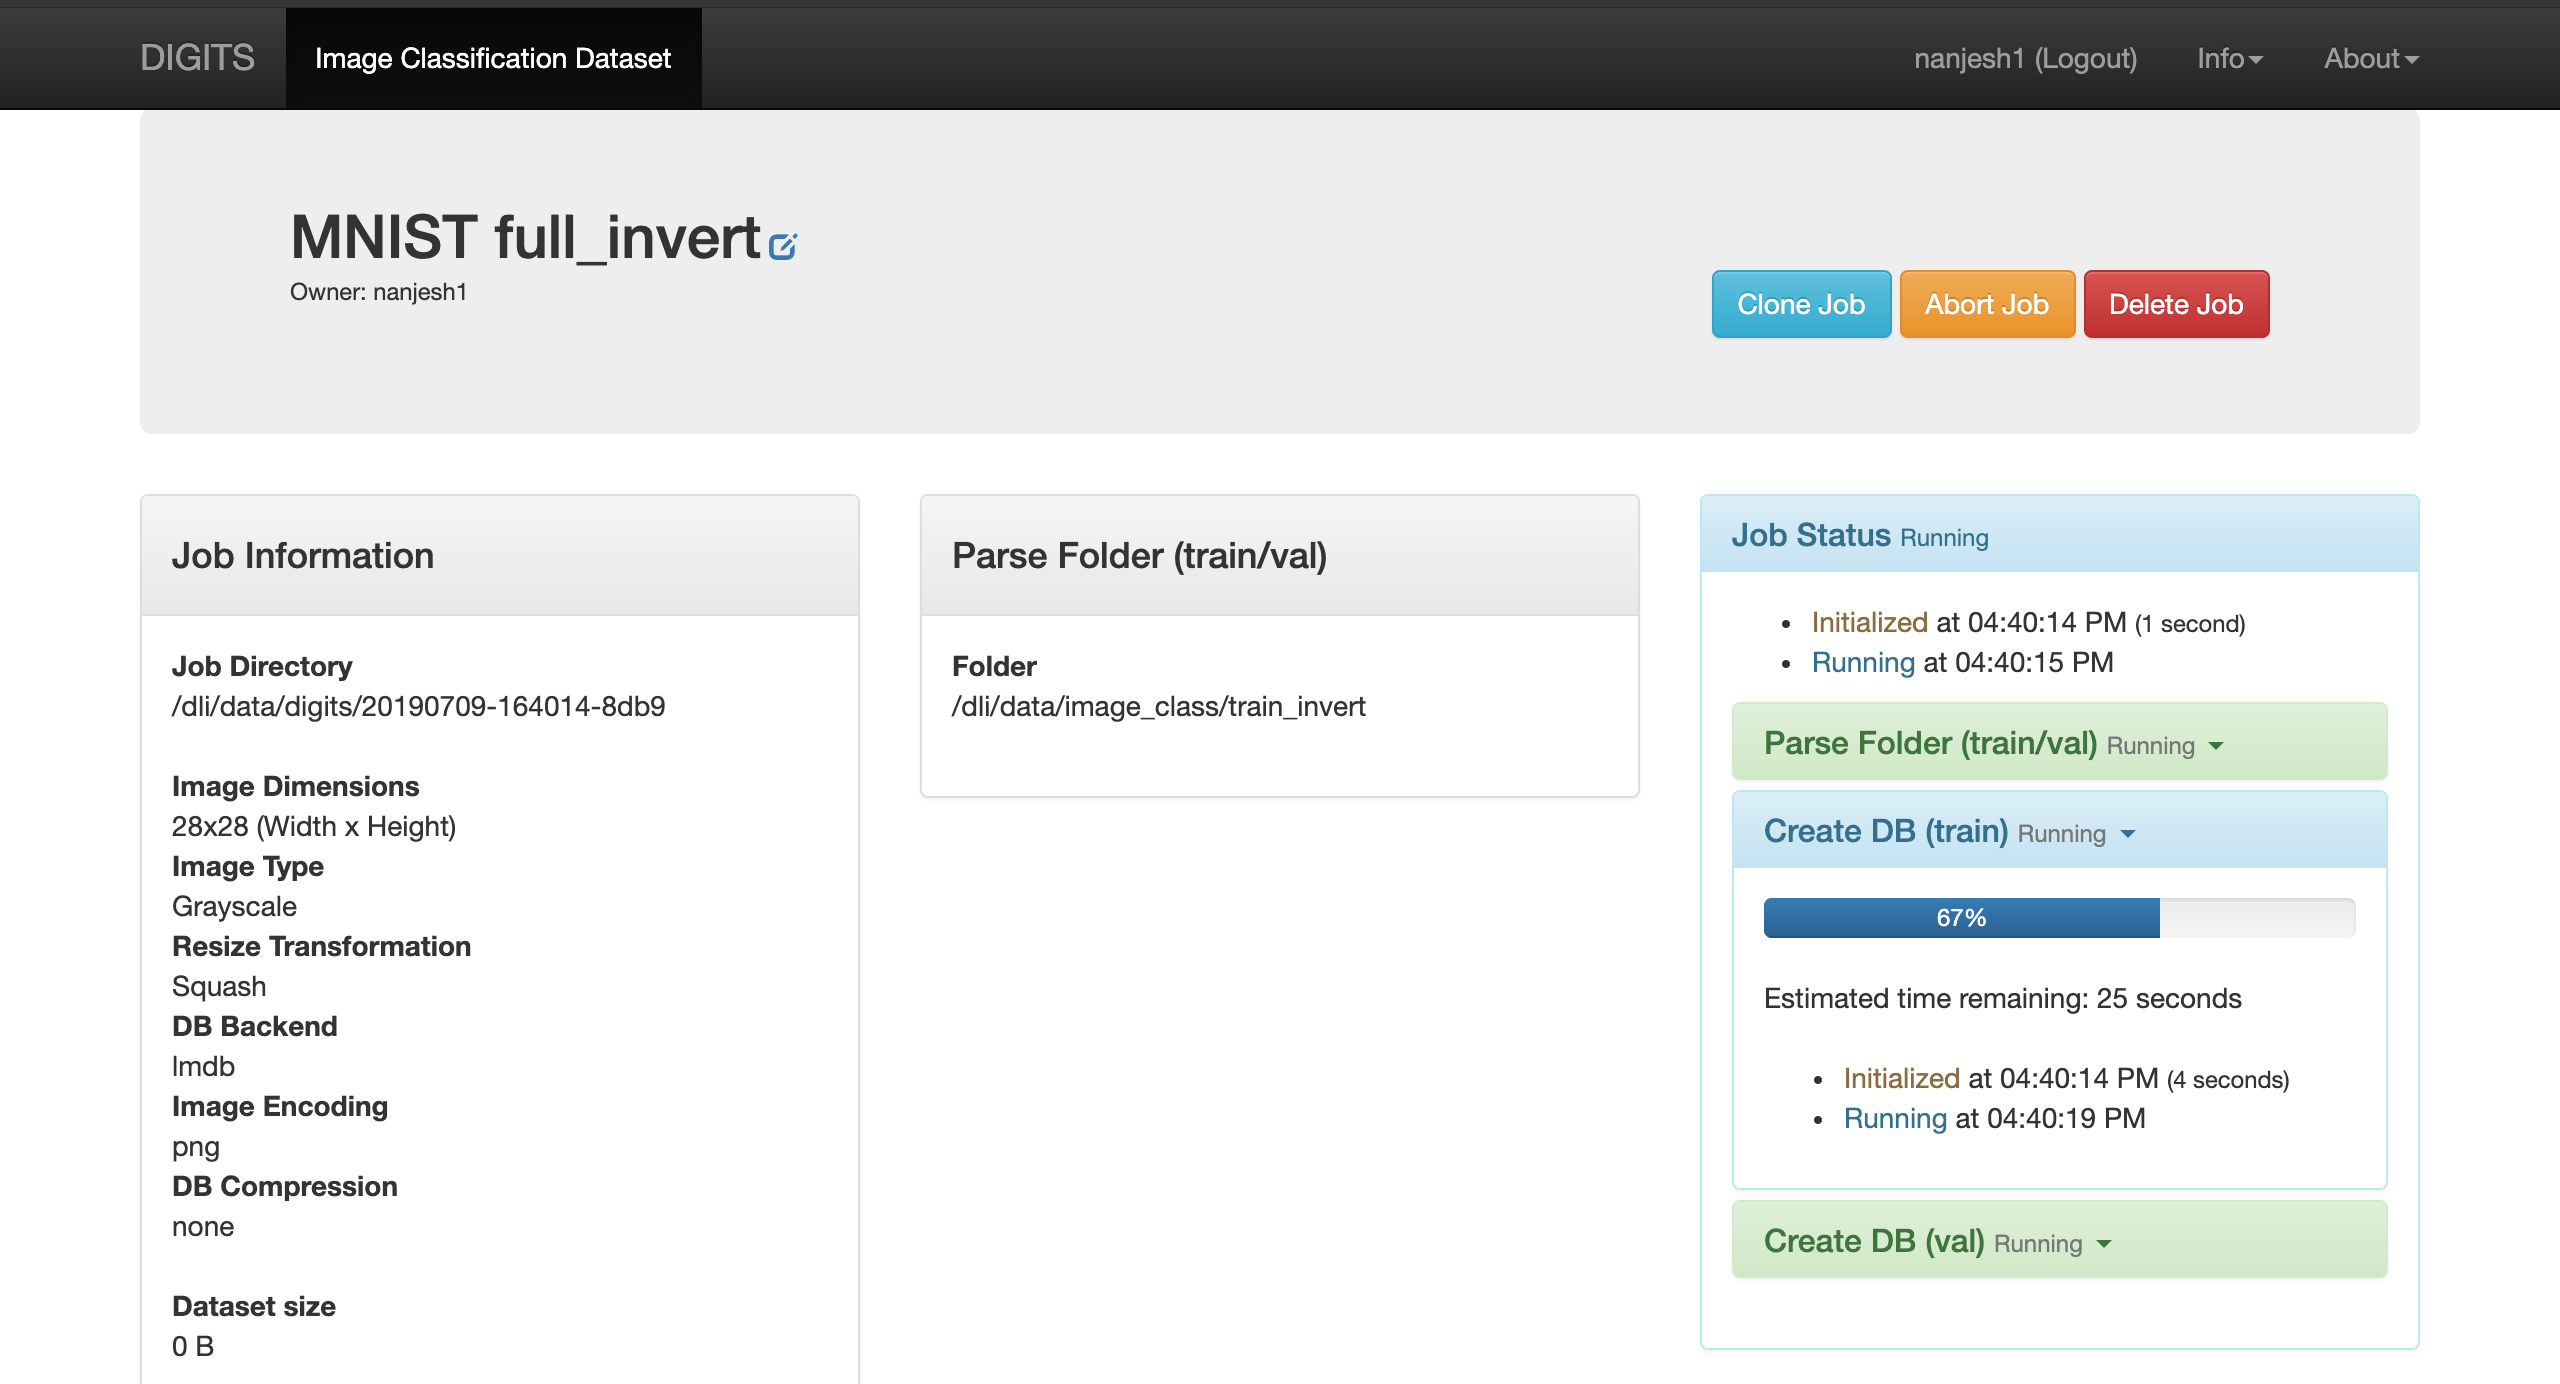 DIGITS Image Classification Dataset nanjesh1 (Logout) Info About
MNIST full_invert
Owner: nanjesh1
Clone Job Abort Job Delete Job
Job Information
Job Directory
/dli/data/digits/20190709-164014-8db9
Image Dimensions
28x28 (Width x Height)
Image Type
Grayscale
Resize Transformation
Squash
DB Backend
lmdb
Image Encoding
png
DB Compression
none
Dataset size
0 B
Parse Folder (train/val)
Folder
/dli/data/image_class/train_invert
Job Status Running
Initialized at 04:40:14 PM (1 second)
Running at 04:40:15 PM
Parse Folder (train/val) Running
Create DB (train) Running
67%
Estimated time remaining: 25 seconds
Initialized at 04:40:14 PM (4 seconds)
Running at 04:40:19 PM
Create DB (val) Running